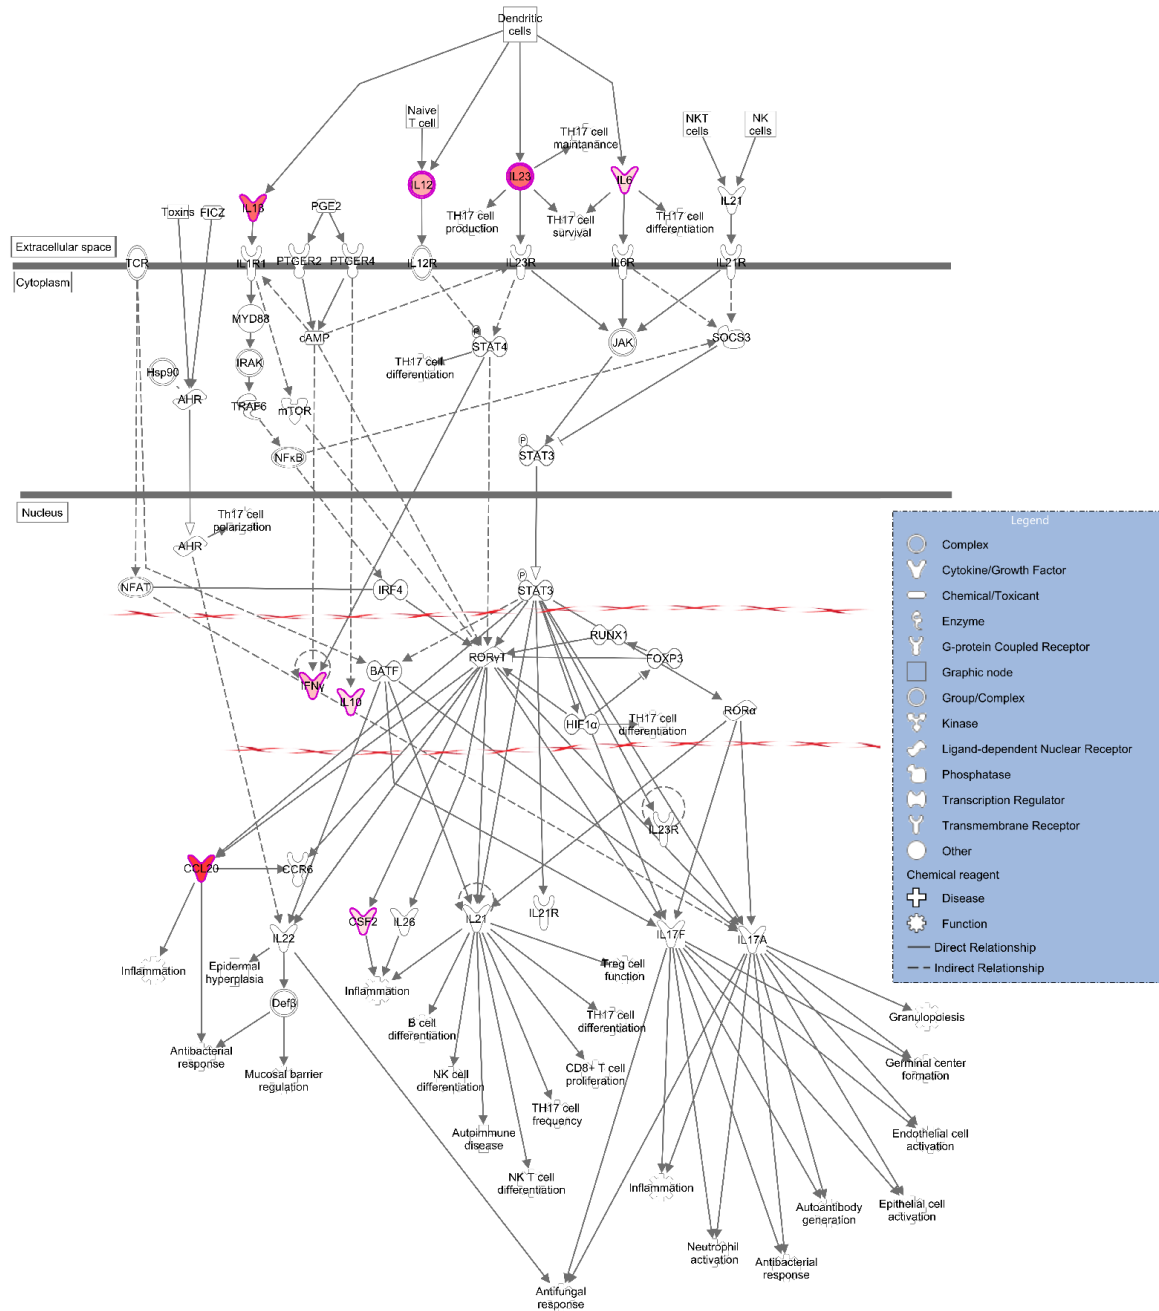 Dendritic
cells
Naive
T cell
NKT
cells
NK
cells
TH17 cell
maintanance
IL12
IL23
IL6
IL21
IL1β
Toxins
FICZ
PGE2
TH17 cell
production
TH17 cell
survival
TH17 cell
differentiation
Extracellular space
TCR
IL1R1
PTGER2
PTGER4
IL12R
IL23R
IL6R
IL21R
Cytoplasm
MYD88
cAMP
P
STAT4
JAK
SOCS3
TH17 cell
differentiation
Hsp90
IRAK
AHR
TRAF6
mTOR
NFκB
P
STAT3
Nucleus
Th17 cell
polarization
AHR
NFAT
IRF4
P
STAT3
RUNX1
RORγT
FOXP3
BATF
IFNγ
IL10
HIF1α
TH17 cell
differentiation
RORα
IL23R
CCL20
CCR6
CSF2
IL26
IL21
IL21R
IL17F
IL17A
IL22
Inflammation
Epidermal
hyperplasia
Inflammation
Treg cell
function
Defβ
B cell
differentiation
TH17 cell
differentiation
Granulopoiesis
Antibacterial
response
Mucosal barrier
regulation
NK cell
differentiation
CD8+ T cell
proliferation
Germinal center
formation
TH17 cell
frequency
Autoimmune
disease
Endothelial cell
activation
NK T cell
differentiation
Inflammation
Autoantibody
generation
Epithelial cell
activation
Neutrophil
activation
Antibacterial
response
Antifungal
response
Legend
Complex
Cytokine/Growth Factor
Chemical/Toxicant
Enzyme
G-protein Coupled Receptor
Graphic node
Group/Complex
Kinase
Ligand-dependent Nuclear Receptor
Phosphatase
Transcription Regulator
Transmembrane Receptor
Other
Chemical reagent
Disease
Function
Direct Relationship
Indirect Relationship